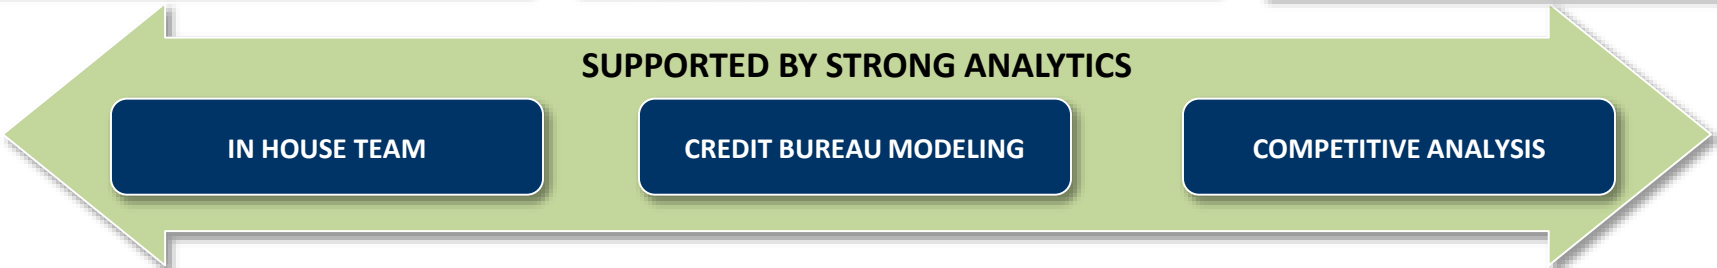 SUPPORTED BY STRONG ANALYTICS
IN HOUSE TEAM
CREDIT BUREAU MODELING
COMPETITIVE ANALYSIS